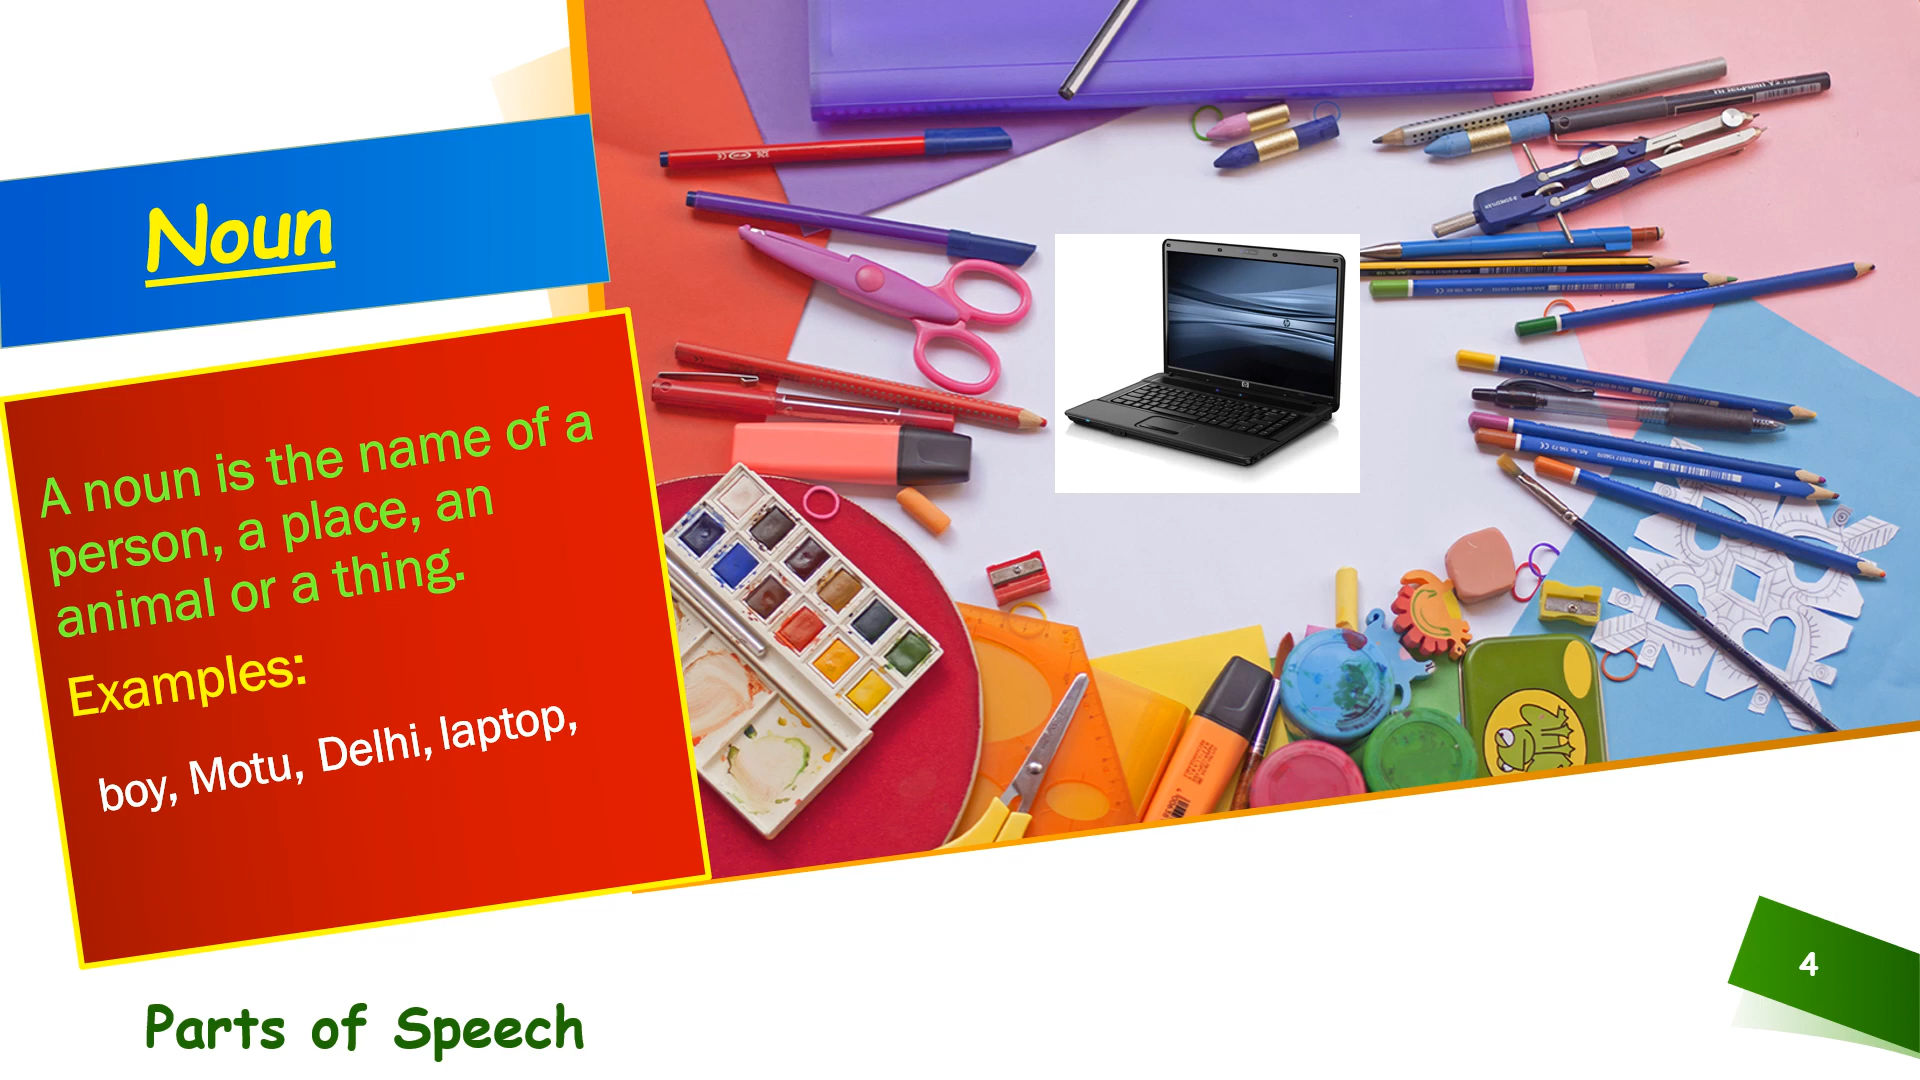 Noun
A noun is the name of a
person, a place, an
animal or a thing.
Examples:
boy, Motu, Delhi, laptop,
Parts of Speech
4